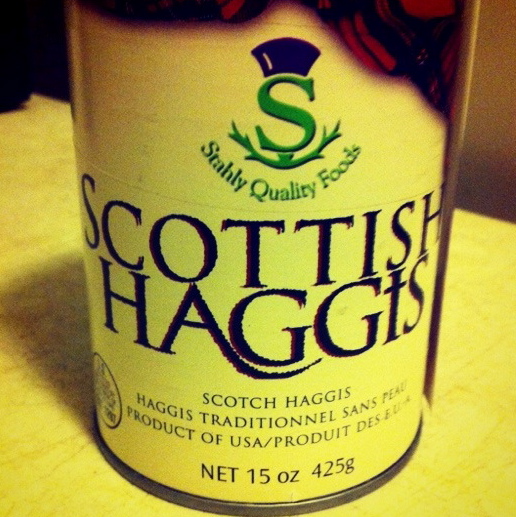 S
Stahly Quality Foods
SCOTTISH
HAGGIS
SCOTCH HAGGIS
HAGGIS TRADITIONNEL SANS PEAU
PRODUCT OF USA/PRODUIT DES E.U.A
NET 15 oz 425g